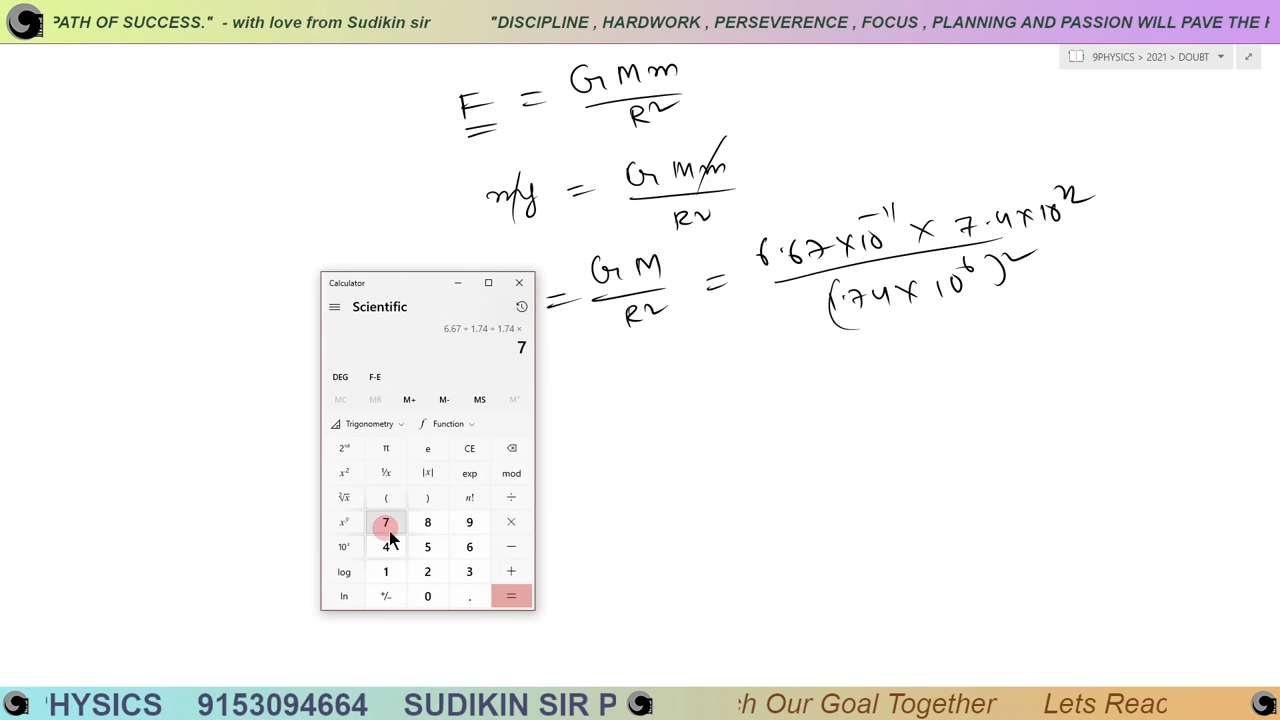 PATH OF SUCCESS." - with love from Sudikin sir "DISCIPLINE , HARDWORK , PERSEVERENCE , FOCUS , PLANNING AND PASSION WILL PAVE THE
9PHYSICS > 2021 > DOUBT
F = GMm / R²
mg = GMm / R²
= GM / R² = 6.67×10⁻¹¹ × 7.4×10²² / (1.74×10⁶)²
Calculator
Scientific
6.67 ÷ 1.74 ÷ 1.74 ×
7
DEG F-E
MC MR M+ M- MS M˅
Trigonometry f Function
2ⁿᵈ π e CE
x² ¹/x |x| exp mod
²√x ( ) n! ÷
xʸ 7 8 9 ×
10ˣ 4 5 6 −
log 1 2 3 +
ln +/- 0 . =
PHYSICS 9153094664 SUDIKIN SIR P h Our Goal Together Lets Reac